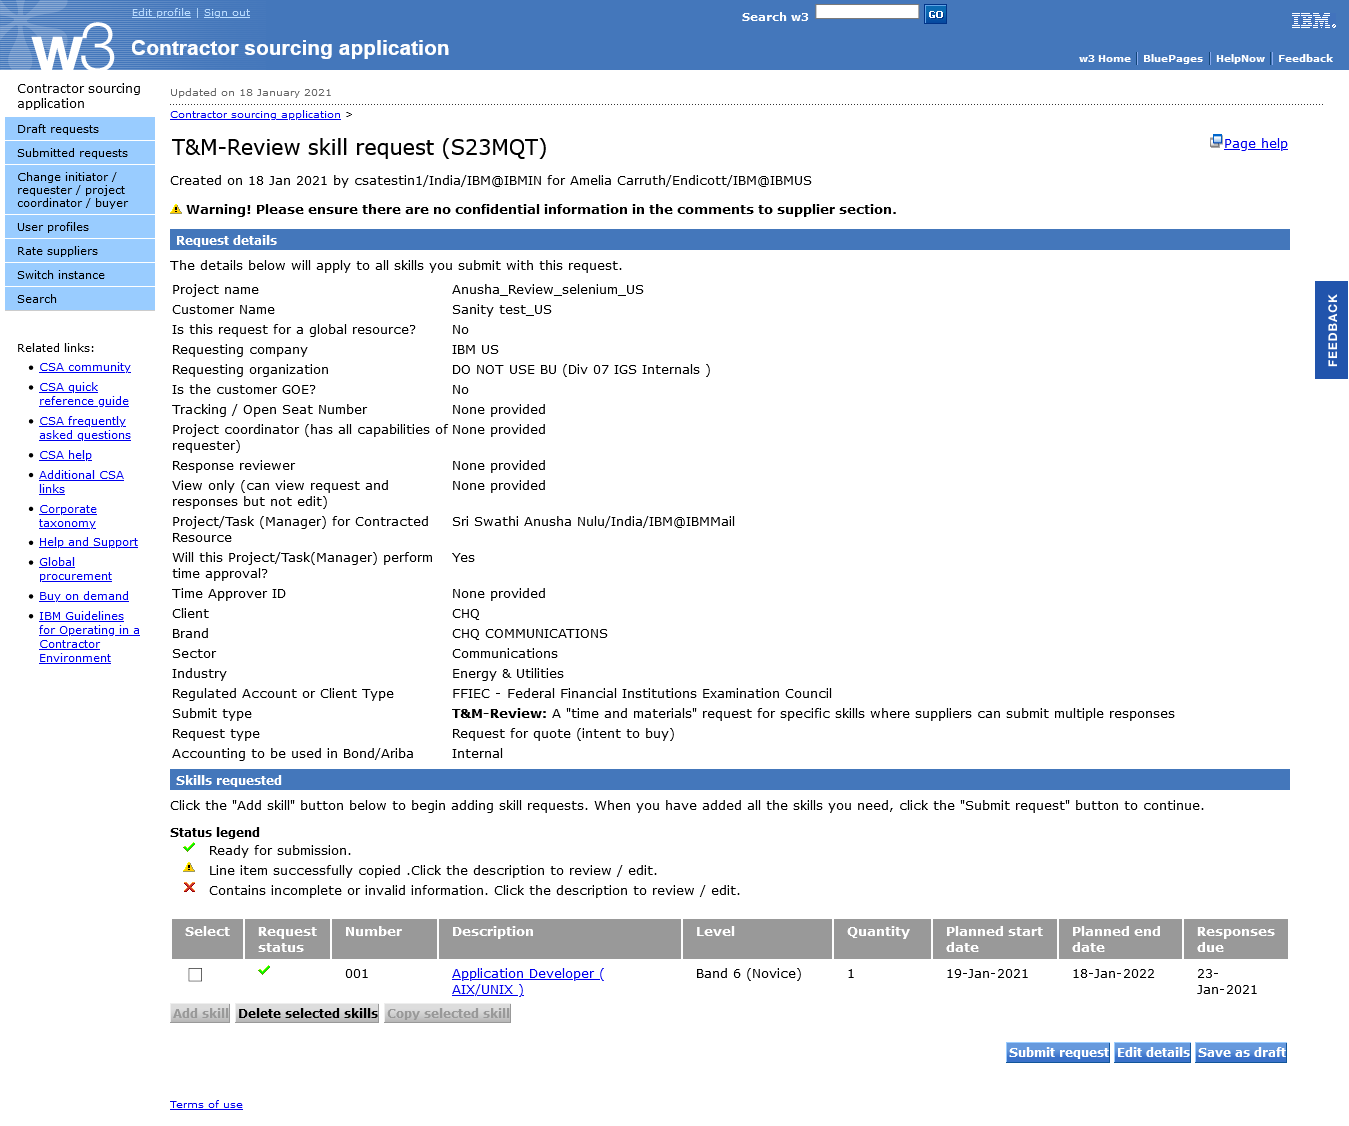 Edit profile | Sign out
Search w3
GO
IBM.
w3 Contractor sourcing application
w3 Home | BluePages | HelpNow | Feedback
Contractor sourcing
application
Draft requests
Submitted requests
Change initiator /
requester / project
coordinator / buyer
User profiles
Rate suppliers
Switch instance
Search
Related links:
CSA community
CSA quick
reference guide
CSA frequently
asked questions
CSA help
Additional CSA
links
Corporate
taxonomy
Help and Support
Global
procurement
Buy on demand
IBM Guidelines
for Operating in a
Contractor
Environment
Updated on 18 January 2021
Contractor sourcing application >
T&M-Review skill request (S23MQT)
Page help
Created on 18 Jan 2021 by csatestin1/India/IBM@IBMIN for Amelia Carruth/Endicott/IBM@IBMUS
Warning! Please ensure there are no confidential information in the comments to supplier section.
Request details
The details below will apply to all skills you submit with this request.
Project name Anusha_Review_selenium_US
Customer Name Sanity test_US
Is this request for a global resource? No
Requesting company IBM US
Requesting organization DO NOT USE BU (Div 07 IGS Internals )
Is the customer GOE? No
Tracking / Open Seat Number None provided
Project coordinator (has all capabilities of None provided
requester)
Response reviewer None provided
View only (can view request and None provided
responses but not edit)
Project/Task (Manager) for Contracted Sri Swathi Anusha Nulu/India/IBM@IBMMail
Resource
Will this Project/Task(Manager) perform Yes
time approval?
Time Approver ID None provided
Client CHQ
Brand CHQ COMMUNICATIONS
Sector Communications
Industry Energy & Utilities
Regulated Account or Client Type FFIEC - Federal Financial Institutions Examination Council
Submit type T&M-Review: A "time and materials" request for specific skills where suppliers can submit multiple responses
Request type Request for quote (intent to buy)
Accounting to be used in Bond/Ariba Internal
Skills requested
Click the "Add skill" button below to begin adding skill requests. When you have added all the skills you need, click the "Submit request" button to continue.
Status legend
Ready for submission.
Line item successfully copied .Click the description to review / edit.
Contains incomplete or invalid information. Click the description to review / edit.
Select Request Number Description Level Quantity Planned start Planned end Responses
status date date due
001 Application Developer ( Band 6 (Novice) 1 19-Jan-2021 18-Jan-2022 23-
AIX/UNIX ) Jan-2021
Add skill Delete selected skills Copy selected skill
Submit request Edit details Save as draft
Terms of use
FEEDBACK